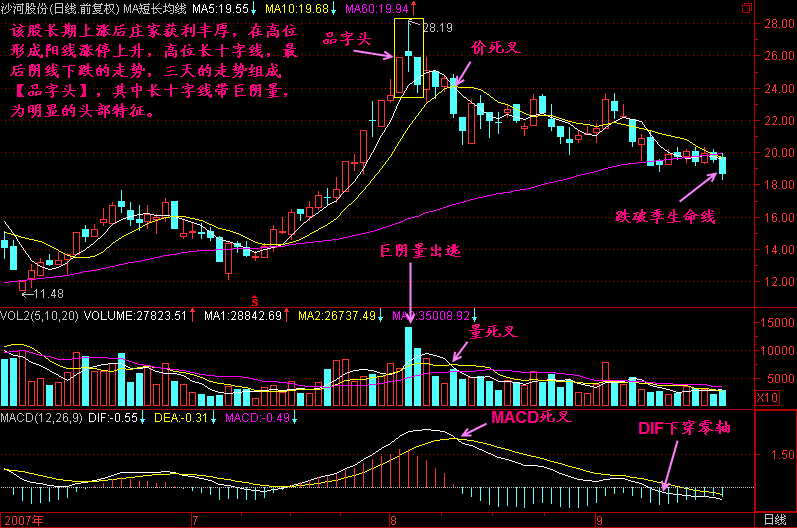 沙河股份(日线.前复权) MA短长均线 MA5:19.55↓ MA10:19.68↓ MA60:19.94↑
该股长期上涨后庄家获利丰厚，在高位
形成阳线涨停上升，高位长十字线，最
后阴线下跌的走势，三天的走势组成
【品字头】，其中长十字线带巨阴量，
为明显的头部特征。
品字头
28.19
价死叉
跌破季生命线
巨阴量出逃
←11.48
ŝ
28.00
26.00
24.00
22.00
20.00
18.00
16.00
14.00
12.00
VOL2(5,10,20) VOLUME:27823.51↑ MA1:28842.69↑ MA2:26737.49↓ MA3:35008.92↓
量死叉
15000
10000
5000
X10
MACD(12,26,9) DIF:-0.55↓ DEA:-0.31↓ MACD:-0.49↓
MACD死叉
DIF下穿零轴
1.50
2007年 7 8 9 日线